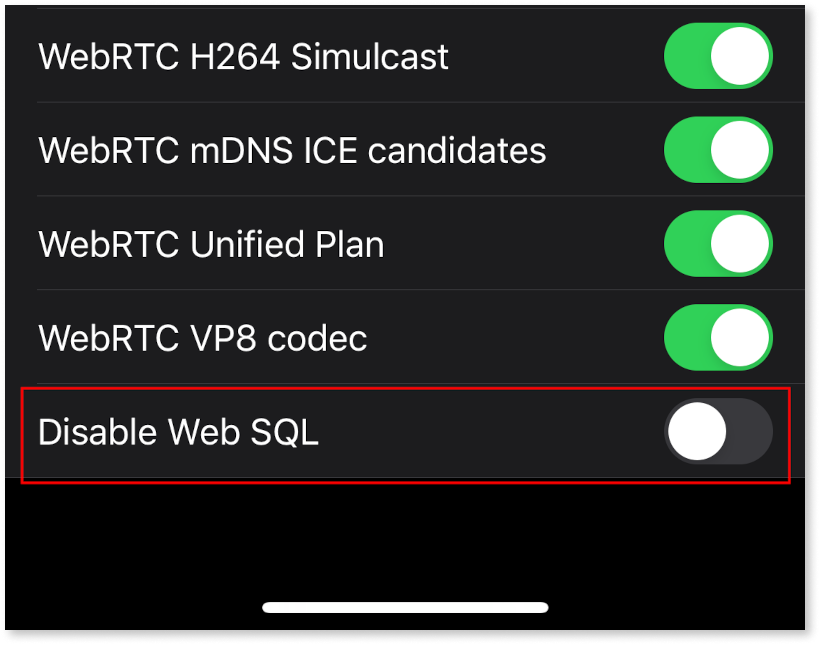 WebRTC H264 Simulcast
WebRTC mDNS ICE candidates
WebRTC Unified Plan
WebRTC VP8 codec
Disable Web SQL